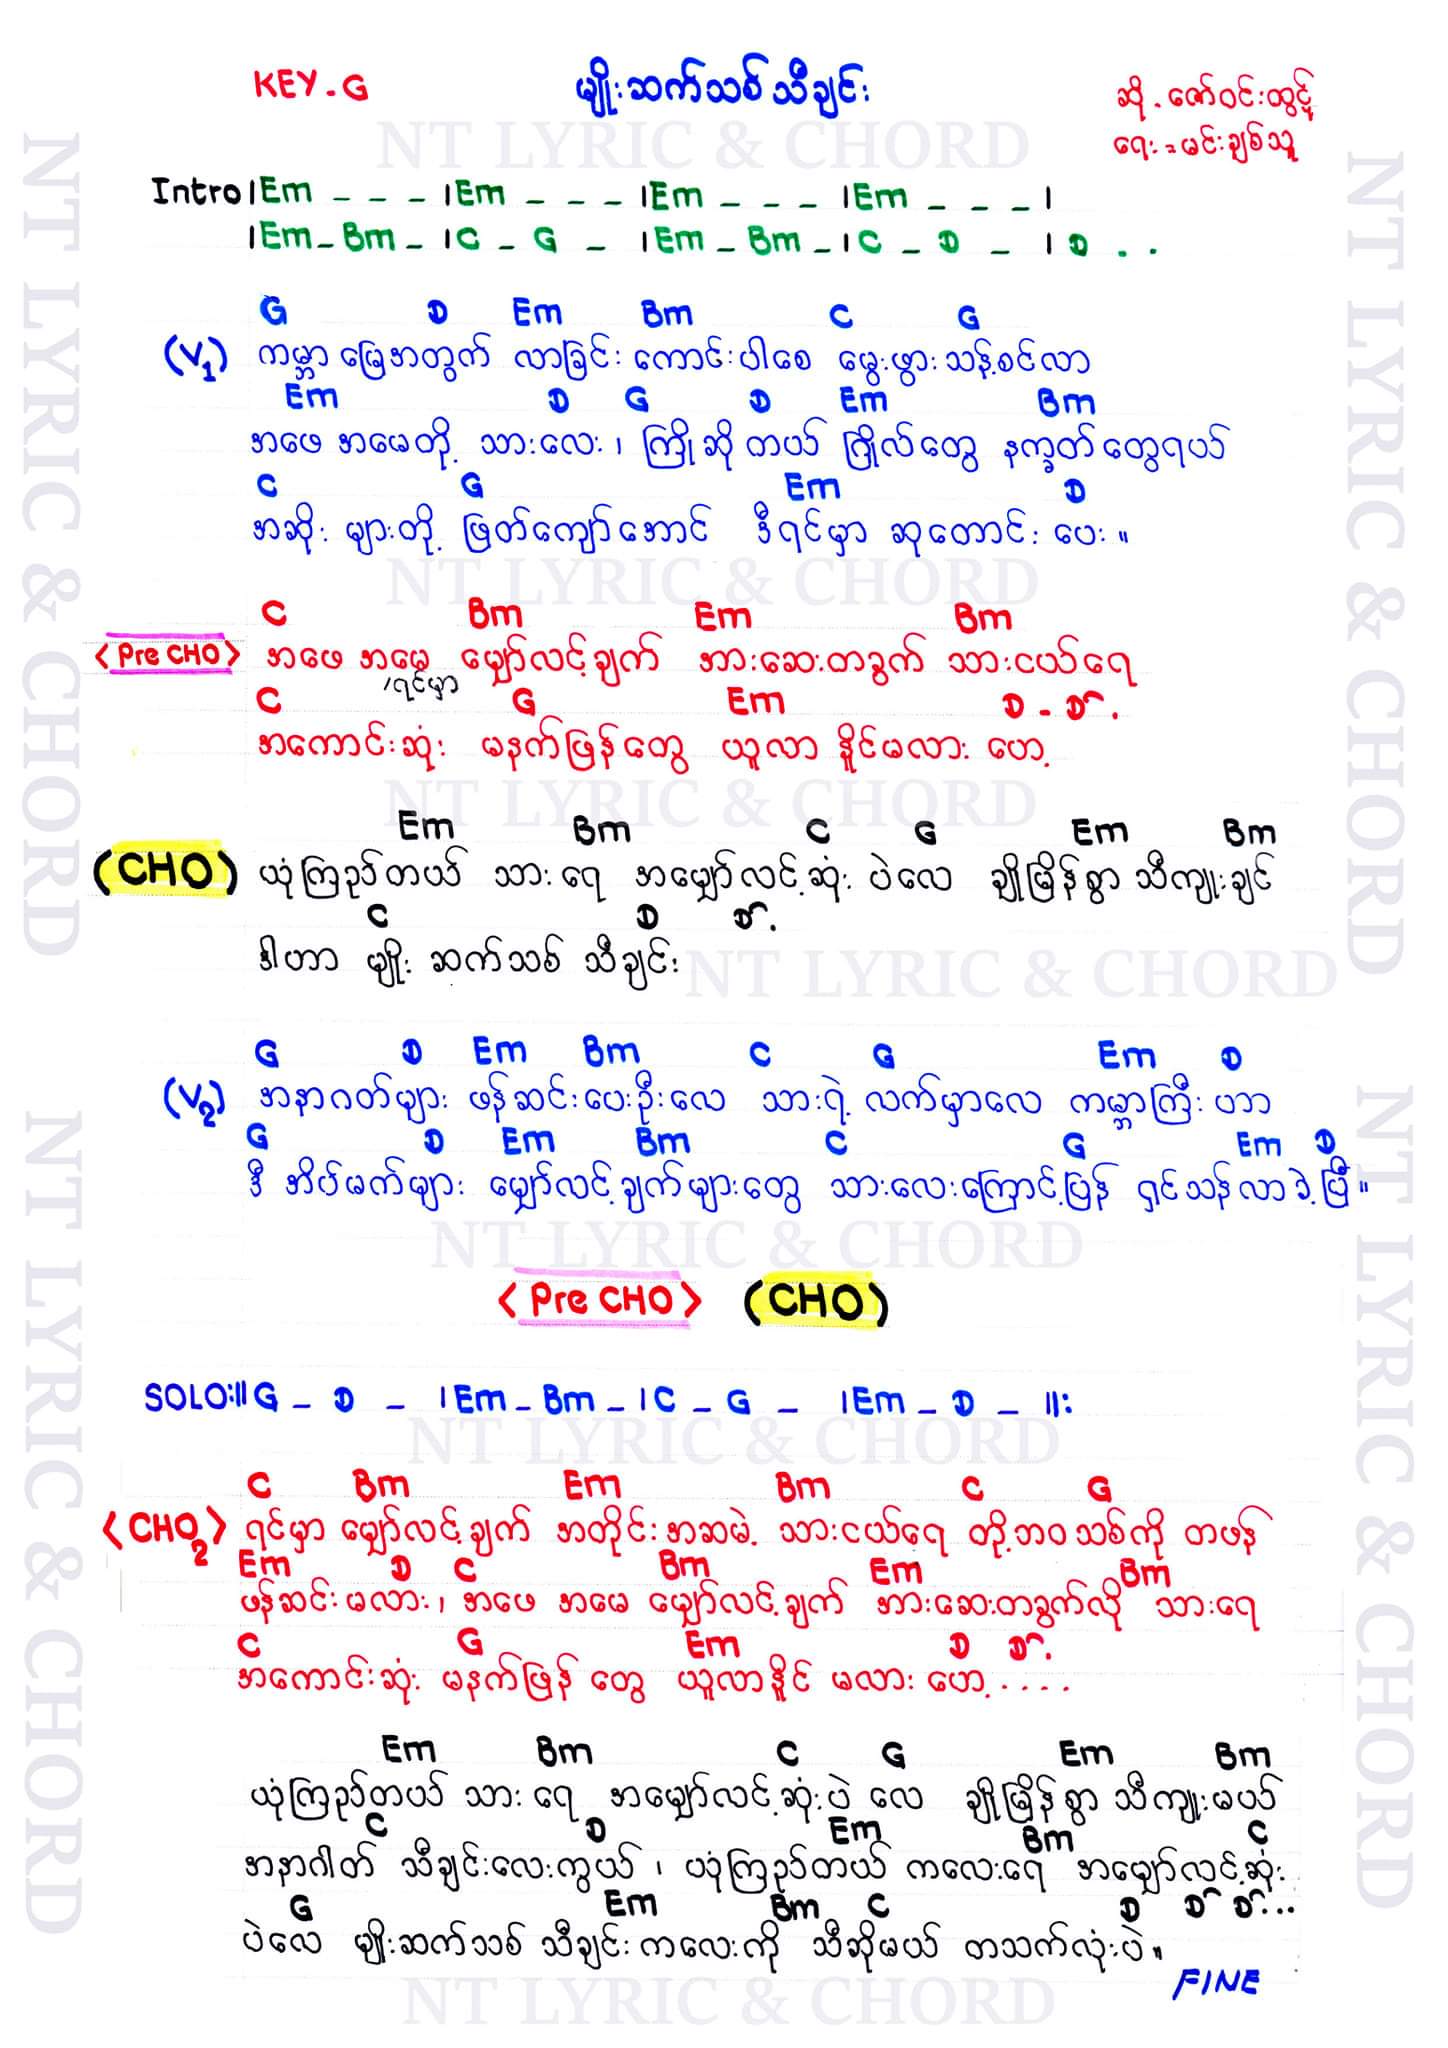 KEY - G
မျိုးဆက်သစ် သီချင်း
ဆို - ဇော်ဝင်းထွဋ်
ရေး = မင်းချစ်သူ
Intro |Em _ _ _ |Em _ _ _ |Em _ _ _ |Em _ _ _ |
|Em _ Bm _ |C _ G _ |Em _ Bm _ |C _ D _ | D . .
G D Em Bm C G
(V1) ကမ္ဘာ မြေအတွက် လာခြင်း ကောင်းပါစေ မွေးဖွား သန့်စင်လာ
Em D G D Em Bm
အဖေ အမေတို့ သားလေး ၊ ကြိုဆို ကယ် ဂြိုလ်တွေ နက္ခတ်တွေရယ်
C G Em D
အဆိုး များတို့ ဖြတ်ကျော်အောင် ဒီရင်မှာ ဆုတောင်း ပေး ။
C Bm Em Bm
<Pre CHO> အဖေ အမေ့ မျှော်လင့်ချက် အားဆေးတခွက် သားငယ်ရေ
/ရင်မှာ
C G Em D - D .
အကောင်းဆုံး မနက်ဖြန်တွေ ယူလာ နိူင်မလား ဟေ့
Em Bm C G Em Bm
(CHO) ယုံကြည်တယ် သားရေ အမျှော်လင့်ဆုံး ပဲလေ ချိုမြိန်စွာ သီကျုးချင်
C D D .
ဒါဟာ မျိုး ဆက်သစ် သီချင်း
G D Em Bm C G Em D
(V2) အနာဂတ်များ ဖန်ဆင်းပေးဦးလေ သားရဲ့ လက်မှာလေ ကမ္ဘာကြီး ဟာ
G D Em Bm C G Em D
ဒီ အိပ်မက်များ မျှော်လင့်ချက်များတွေ သားလေးကြောင့်ပြန် ရှင်သန်လာခဲ့ပြီ ။
<Pre CHO> (CHO)
SOLO:|| G _ D _ |Em _ Bm _ |C _ G _ |Em _ D _ ||:
C Bm Em Bm C G
<CHO2> ရင်မှာ မျှော်လင့်ချက် အတိုင်းအဆမဲ့ သားငယ်ရေ တို့ဘဝသစ်ကို တဖန်
Em D C Bm Em Bm
ဖန်ဆင်းမလား ၊ အဖေ အမေ မျှော်လင့်ချက် အားဆေးတခွက်လို သားရေ
C G Em D D .
အကောင်းဆုံး မနက်ဖြန် တွေ ယူလာနိူင် မလား ဟေ့ . . . .
Em Bm C G Em Bm
ယုံကြည်တယ် သား ရေ အမျှော်လင့်ဆုံးပဲ လေ ချိုမြိန်စွာ သီကျုးမယ်
C D Em Bm C
အနာဂါတ် သီချင်းလေးကွယ် ၊ ယုံကြည်တယ် ကလေးရေ အမျှော်လင့်ဆုံး
G Em Bm C D D D . . .
ပဲလေ မျိုးဆက်သစ် သီချင်း ကလေးကို သီဆိုမယ် တသက်လုံးပဲ ။
FINE
NT LYRIC & CHORD
NT LYRIC & CHORD
NT LYRIC & CHORD
NT LYRIC & CHORD
NT LYRIC & CHORD
NT LYRIC & CHORD
NT LYRIC & CHORD
NT LYRIC & CHORD
NT LYRIC & CHORD
NT LYRIC & CHORD
NT LYRIC & CHORD